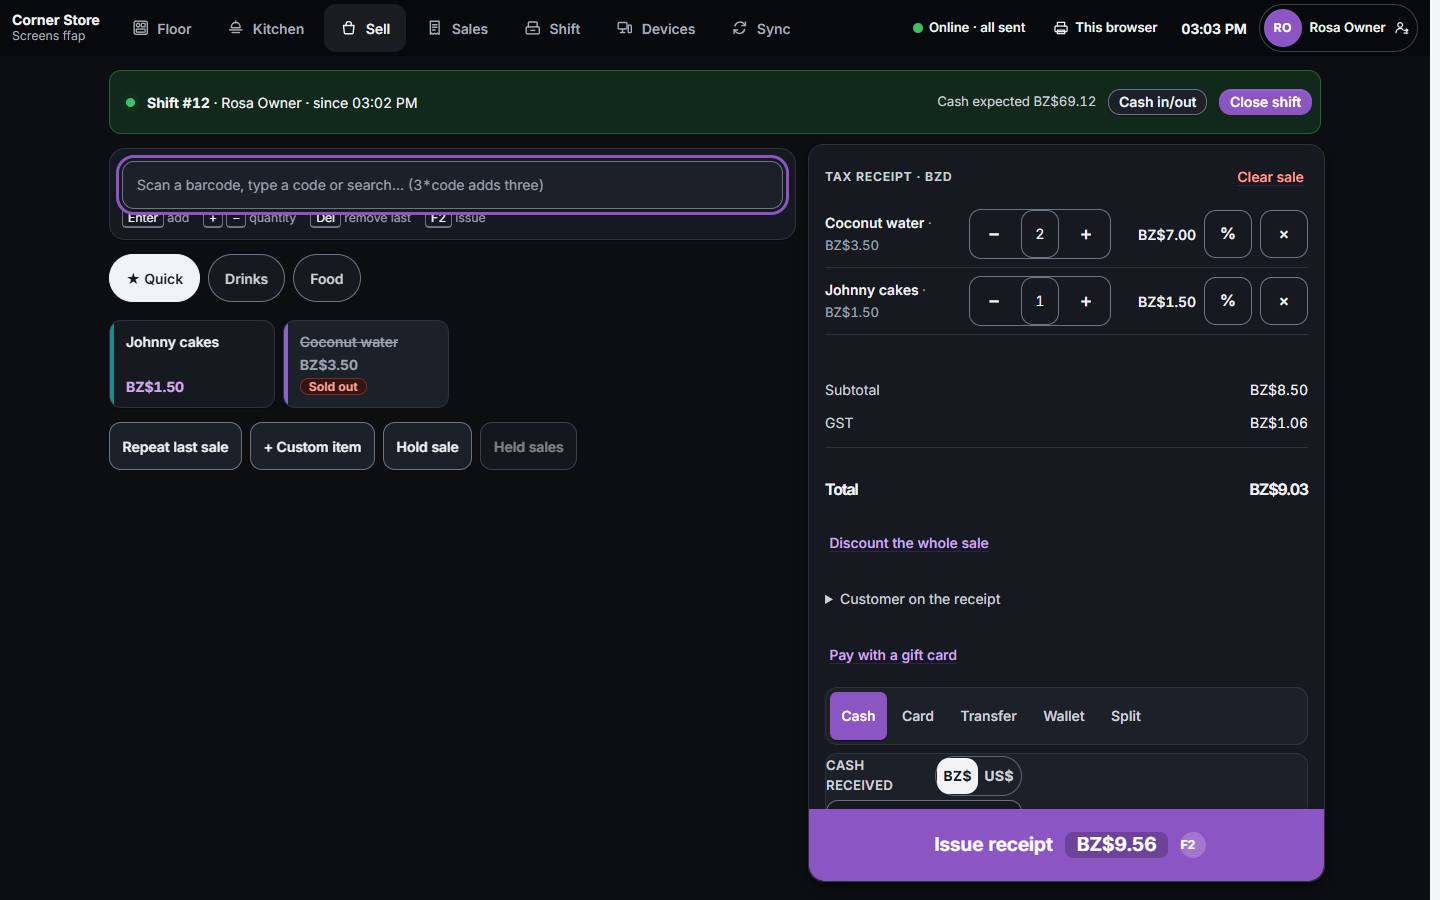 Corner Store
Screens ffap
Floor
Kitchen
Sell
Sales
Shift
Devices
Sync
Online · all sent
This browser
03:03 PM
RO
Rosa Owner
Shift #12 · Rosa Owner · since 03:02 PM
Cash expected BZ$69.12
Cash in/out
Close shift
Scan a barcode, type a code or search... (3*code adds three)
Enter add + − quantity Del remove last F2 issue
★ Quick
Drinks
Food
Johnny cakes
BZ$1.50
Coconut water
BZ$3.50
Sold out
Repeat last sale
+ Custom item
Hold sale
Held sales
TAX RECEIPT · BZD
Clear sale
Coconut water ·
BZ$3.50
− 2 + BZ$7.00 % ×
Johnny cakes ·
BZ$1.50
− 1 + BZ$1.50 % ×
Subtotal BZ$8.50
GST BZ$1.06
Total BZ$9.03
Discount the whole sale
▶ Customer on the receipt
Pay with a gift card
Cash
Card
Transfer
Wallet
Split
CASH
RECEIVED
BZ$ US$
Issue receipt BZ$9.56 F2